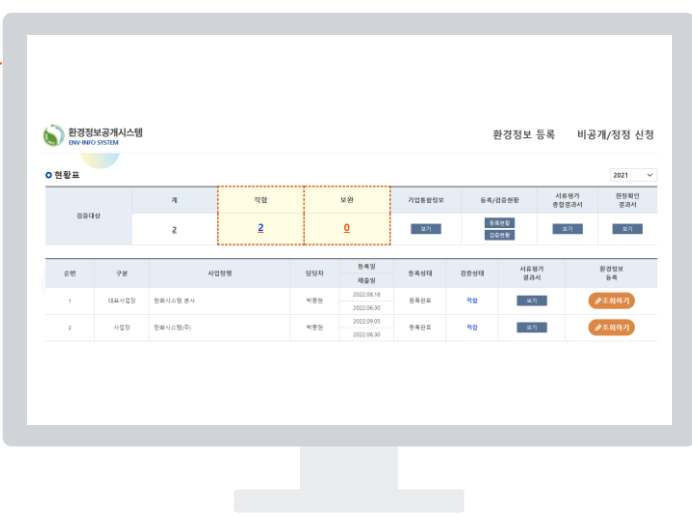 환경정보공개시스템
ENV-INFO SYSTEM
환경정보 등록 비공개/정정 신청
현황표
2021
검증대상 계 적합 보완 기업통합정보 등록/검증현황 서류평가 종합결과서 현장확인 결과서
2 2 0 보기 등록현황 보기 보기
검증현황
순번 구분 사업장명 담당자 등록일 등록상태 검증상태 서류평가 결과서 환경정보 등록
제출일
1 대표사업장 한화시스템 본사 박종현 2022.08.18 등록완료 적합 보기 조회하기
2022.06.30
2 사업장 한화시스템(주) 박종현 2022.09.05 등록완료 적합 보기 조회하기
2022.06.30